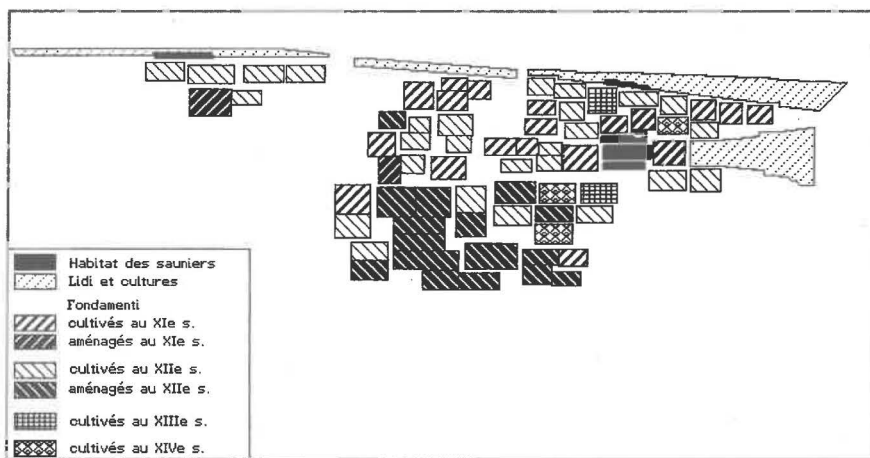 Habitat des sauniers
Lidi et cultures
Fondamenti
cultivés au XIe s.
aménagés au XIe s.
cultivés au XIIe s.
aménagés au XIIe s.
cultivés au XIIIe s.
cultivés au XIVe s.